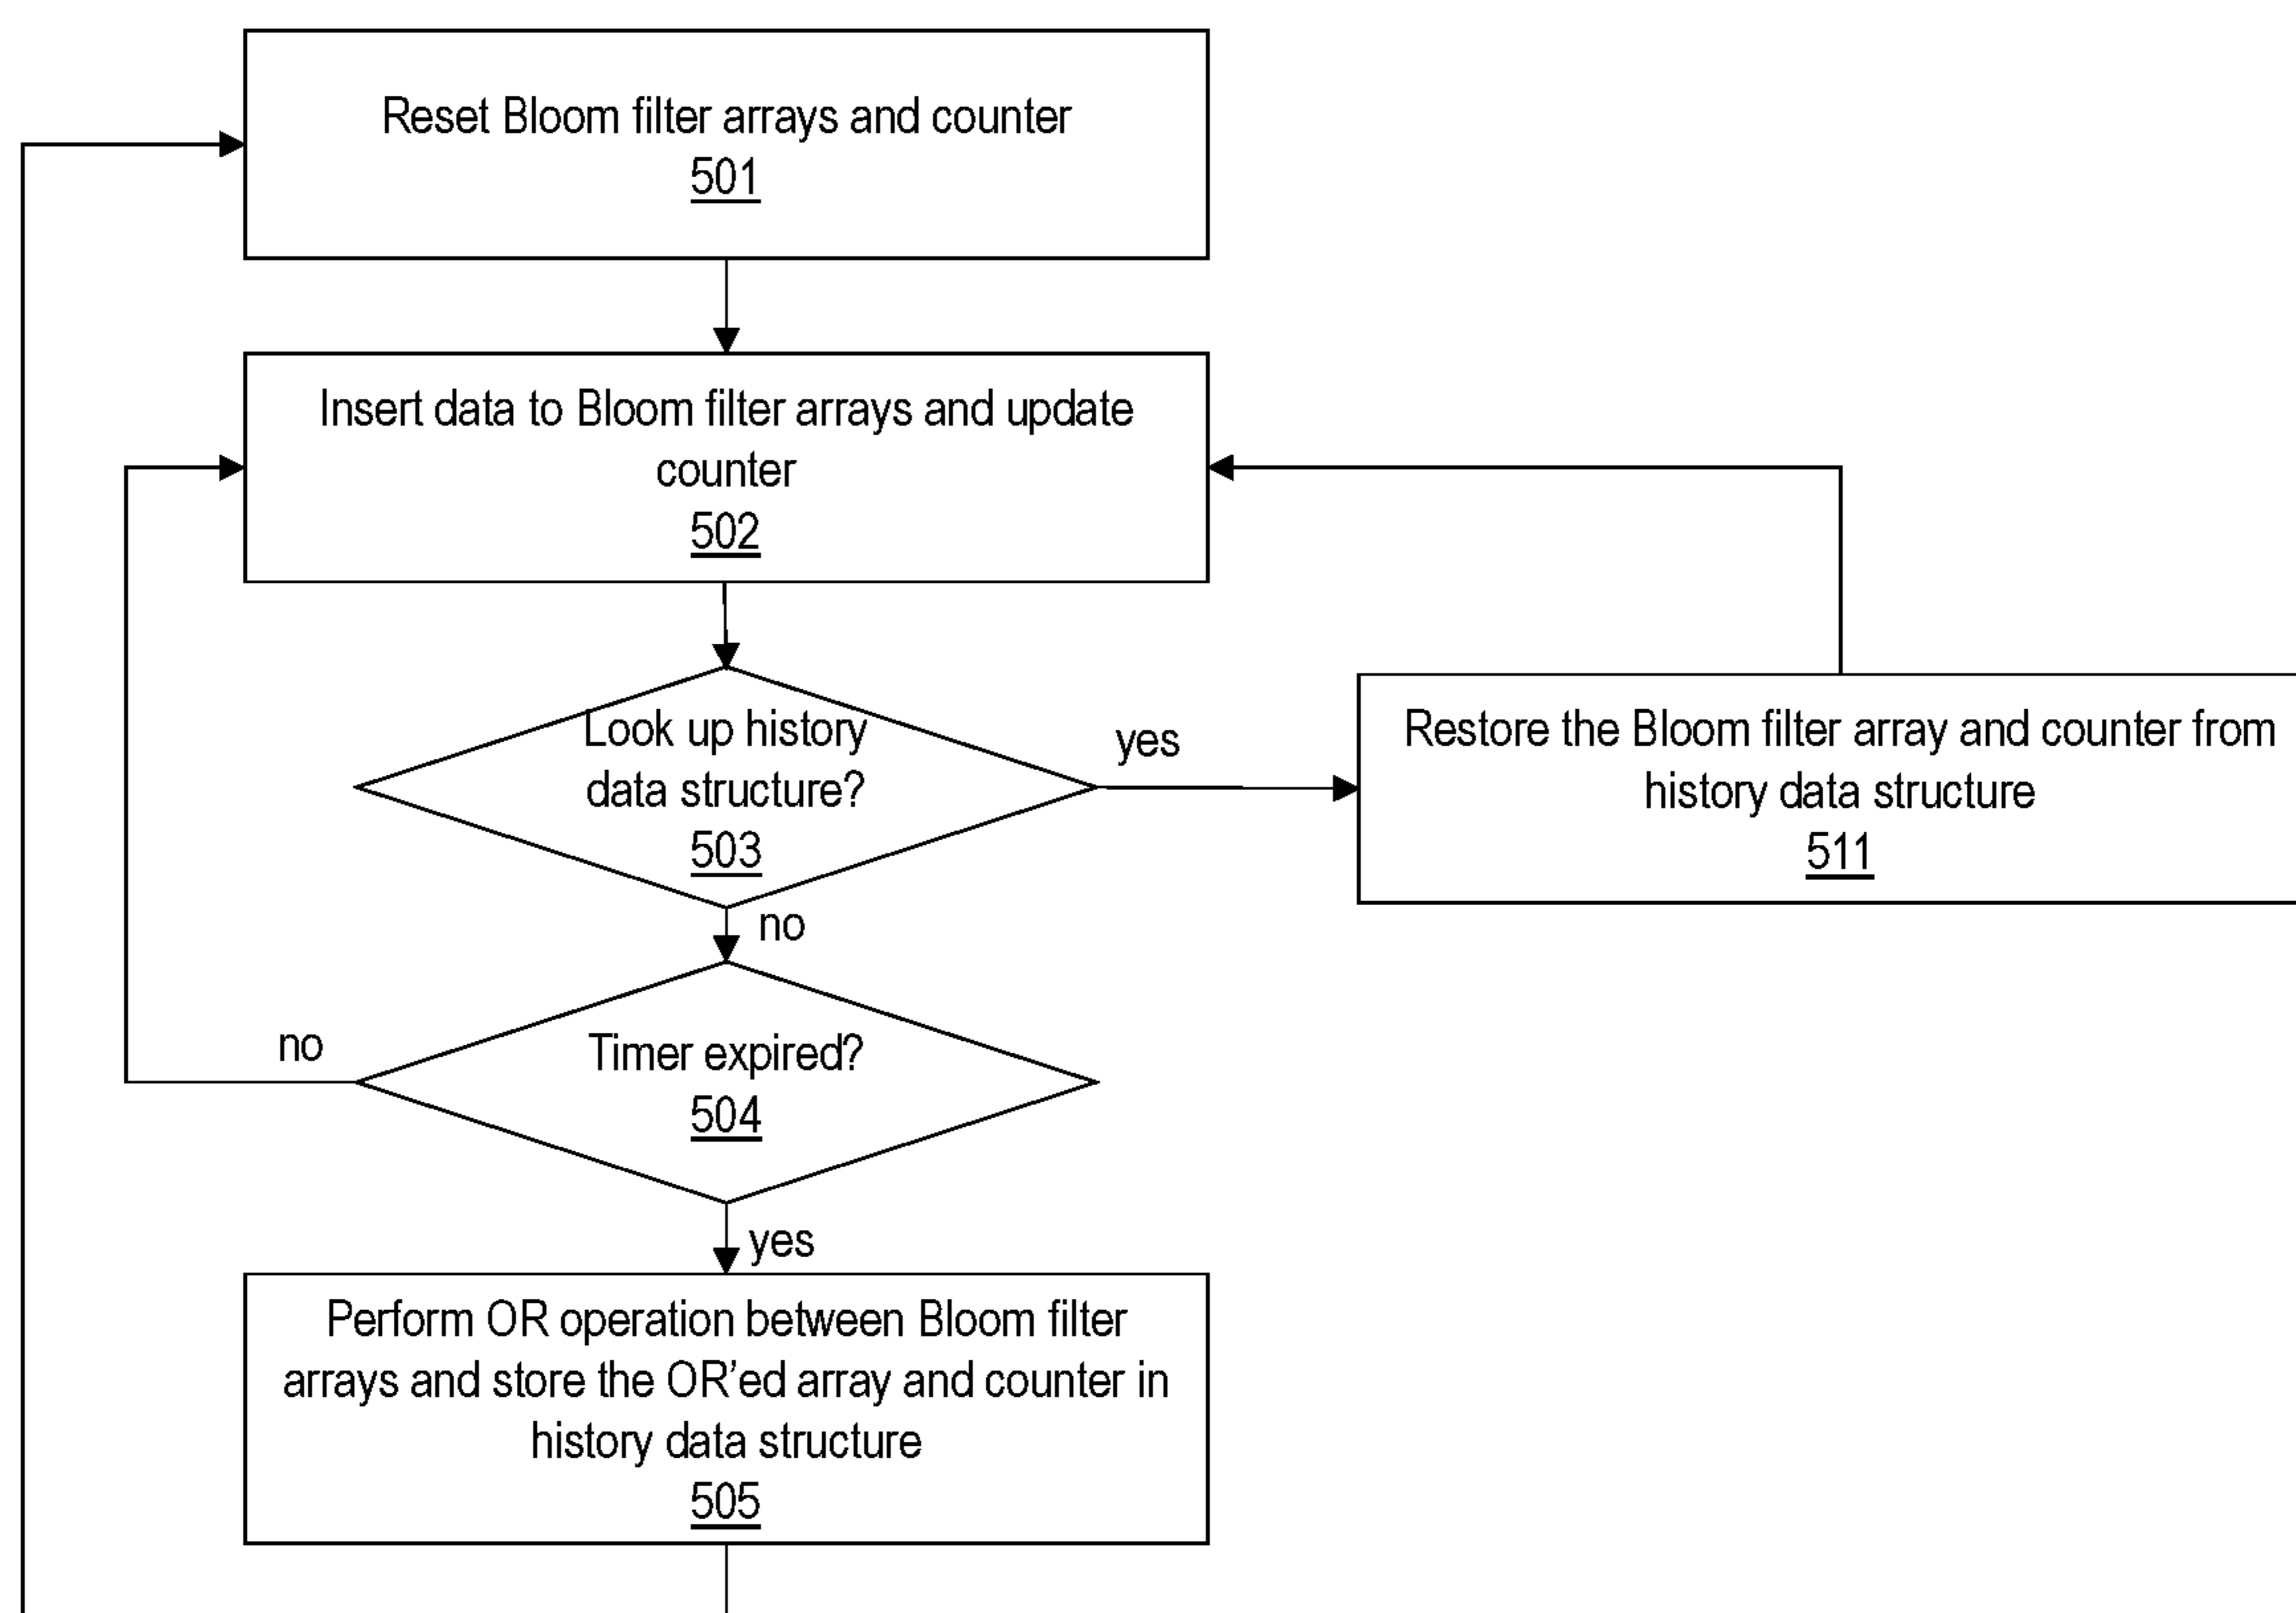 Reset Bloom filter arrays and counter
501
Insert data to Bloom filter arrays and update
counter
502
Look up history
data structure?
503
yes
Restore the Bloom filter array and counter from
history data structure
511
no
Timer expired?
504
no
yes
Perform OR operation between Bloom filter
arrays and store the OR’ed array and counter in
history data structure
505